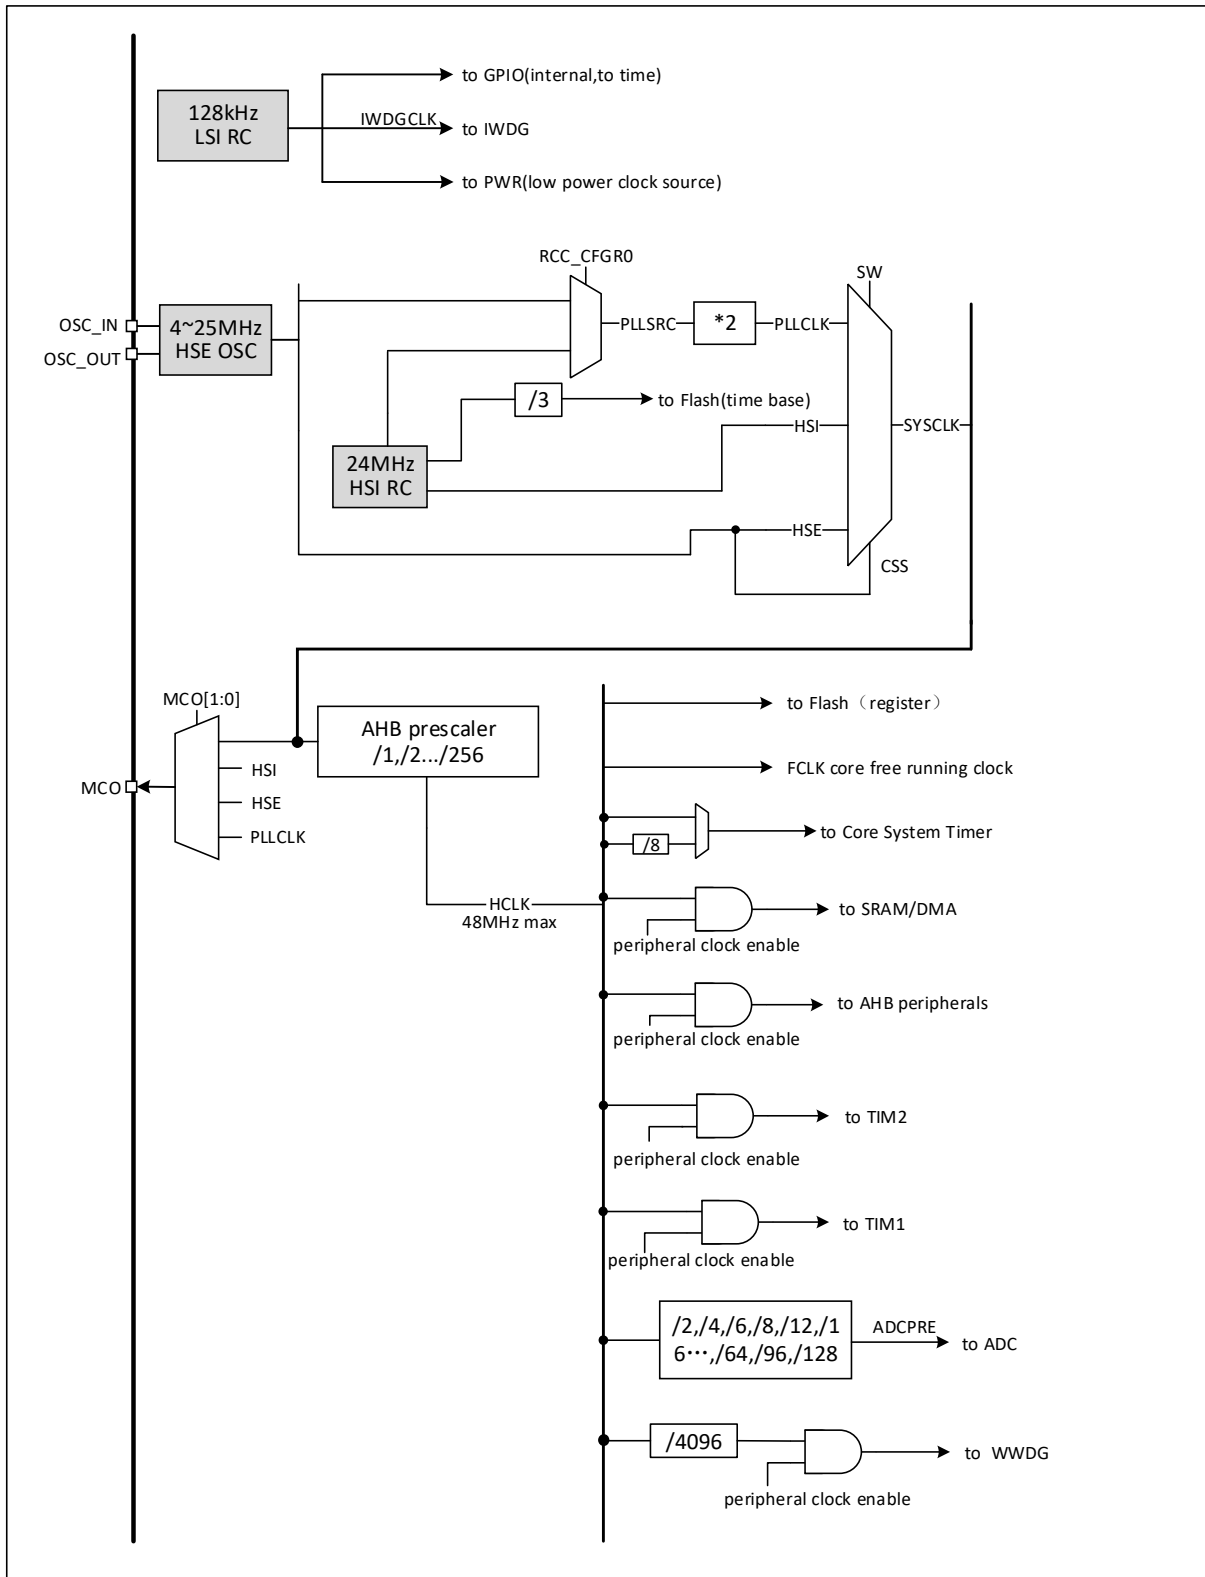 to GPIO(internal,to time)
128kHz
LSI RC
IWDGCLK
to IWDG
to PWR(low power clock source)
RCC_CFGR0
SW
OSC_IN
OSC_OUT
4~25MHz
HSE OSC
PLLSRC
*2
PLLCLK
/3
to Flash(time base)
HSI
SYSCLK
24MHz
HSI RC
HSE
CSS
MCO[1:0]
AHB prescaler
/1,/2.../256
HSI
MCO
HSE
PLLCLK
to Flash（register）
FCLK core free running clock
/8
to Core System Timer
HCLK
48MHz max
to SRAM/DMA
peripheral clock enable
to AHB peripherals
peripheral clock enable
to TIM2
peripheral clock enable
to TIM1
peripheral clock enable
/2,/4,/6,/8,/12,/1
6···,/64,/96,/128
ADCPRE
to ADC
/4096
to WWDG
peripheral clock enable